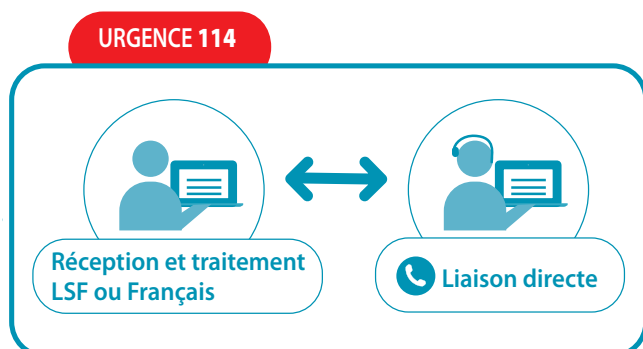 URGENCE 114
Réception et traitement
LSF ou Français
Liaison directe